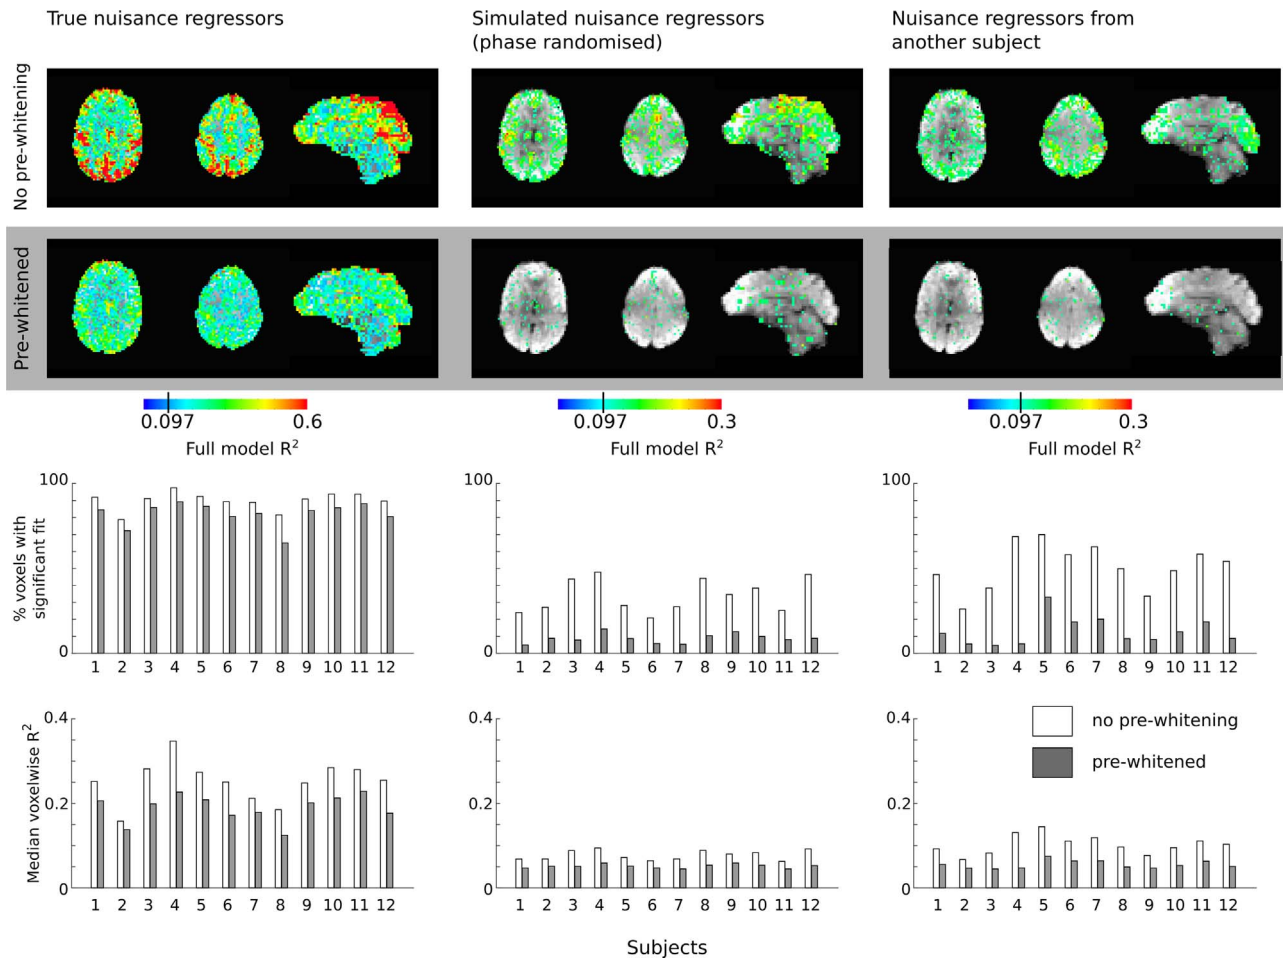 True nuisance regressors
Simulated nuisance regressors
(phase randomised)
Nuisance regressors from
another subject
No pre-whitening
Pre-whitened
0.097 0.6
Full model R²
0.097 0.3
Full model R²
0.097 0.3
Full model R²
% voxels with
significant fit
100
0
1 2 3 4 5 6 7 8 9 10 11 12
100
0
1 2 3 4 5 6 7 8 9 10 11 12
100
0
1 2 3 4 5 6 7 8 9 10 11 12
Median voxelwise R²
0.4
0.2
0
1 2 3 4 5 6 7 8 9 10 11 12
0.4
0.2
0
1 2 3 4 5 6 7 8 9 10 11 12
0.4
0.2
0
1 2 3 4 5 6 7 8 9 10 11 12
no pre-whitening
pre-whitened
Subjects